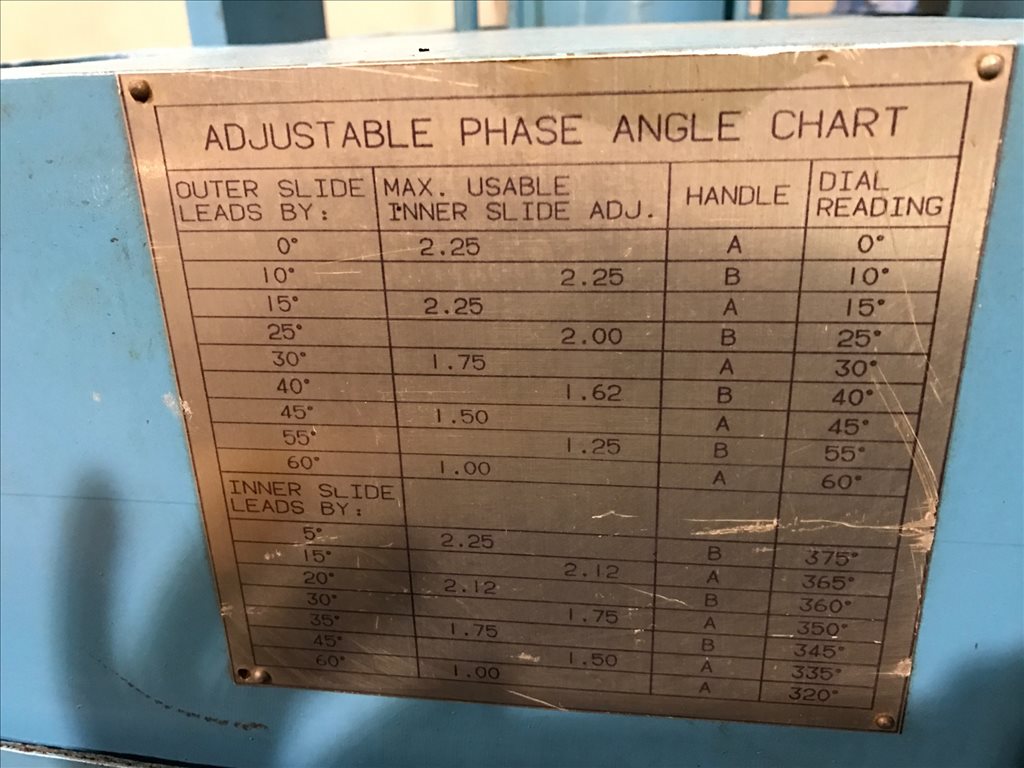 ADJUSTABLE PHASE ANGLE CHART
OUTER SLIDE LEADS BY: MAX. USABLE INNER SLIDE ADJ. HANDLE DIAL READING
0° 2.25 A 0°
10° 2.25 B 10°
15° 2.25 A 15°
25° 2.00 B 25°
30° 1.75 A 30°
40° 1.62 B 40°
45° 1.50 A 45°
55° 1.25 B 55°
60° 1.00 A 60°
INNER SLIDE LEADS BY:
5° 2.25 B 375°
15° 2.12 A 365°
20° 2.12 B 360°
30° 1.75 A 350°
35° 1.75 B 345°
45° 1.50 A 335°
60° 1.00 A 320°